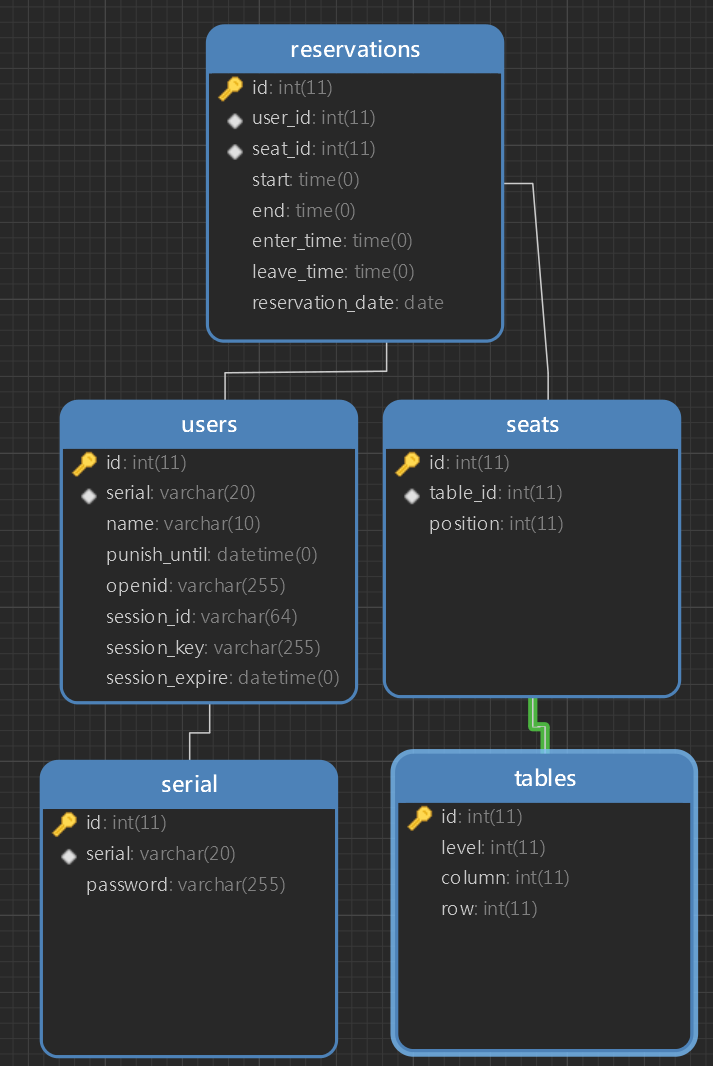 reservations
id: int(11)
user_id: int(11)
seat_id: int(11)
start: time(0)
end: time(0)
enter_time: time(0)
leave_time: time(0)
reservation_date: date
users
id: int(11)
serial: varchar(20)
name: varchar(10)
punish_until: datetime(0)
openid: varchar(255)
session_id: varchar(64)
session_key: varchar(255)
session_expire: datetime(0)
seats
id: int(11)
table_id: int(11)
position: int(11)
serial
id: int(11)
serial: varchar(20)
password: varchar(255)
tables
id: int(11)
level: int(11)
column: int(11)
row: int(11)